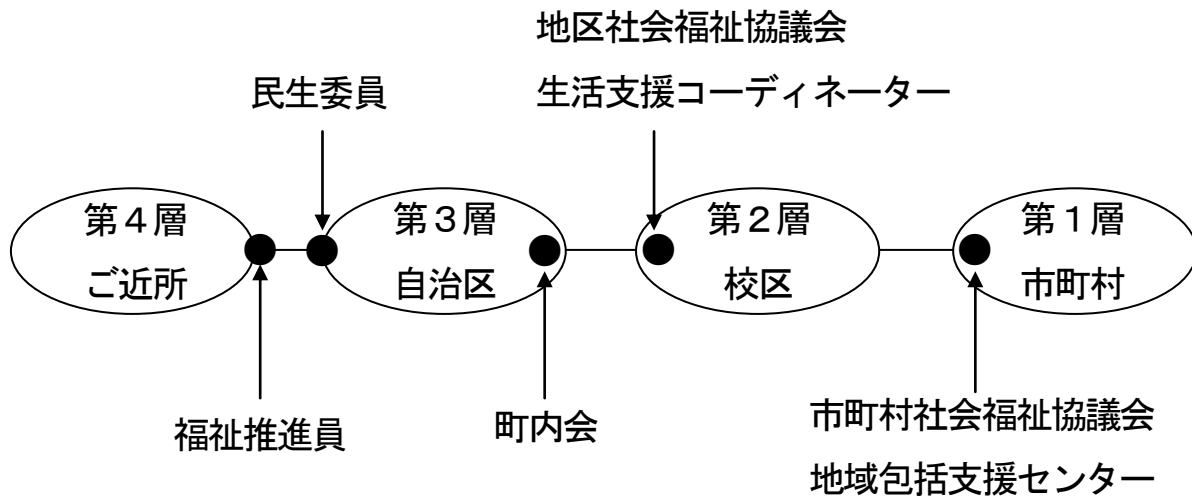 地区社会福祉協議会
民生委員
生活支援コーディネーター
第4層
ご近所
第3層
自治区
第2層
校区
第1層
市町村
福祉推進員
町内会
市町村社会福祉協議会
地域包括支援センター